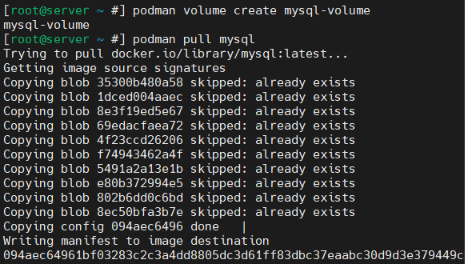 [root@server ~ #] podman volume create mysql-volume
mysql-volume
[root@server ~ #] podman pull mysql
Trying to pull docker.io/library/mysql:latest...
Getting image source signatures
Copying blob 35300b480a58 skipped: already exists
Copying blob 1dced004aaec skipped: already exists
Copying blob 8e3f19ed5e67 skipped: already exists
Copying blob 69edacfaea72 skipped: already exists
Copying blob 4f23ccd26206 skipped: already exists
Copying blob f74943462a4f skipped: already exists
Copying blob 5491a2a13e1b skipped: already exists
Copying blob e80b372994e5 skipped: already exists
Copying blob 802b6dd0c6bd skipped: already exists
Copying blob 8ec50bfa3b7e skipped: already exists
Copying config 094aec6496 done   |
Writing manifest to image destination
094aec64961bf03283c2c3a4dd8805dc3d61ff83dbc37eaabc30d9d3e379449c